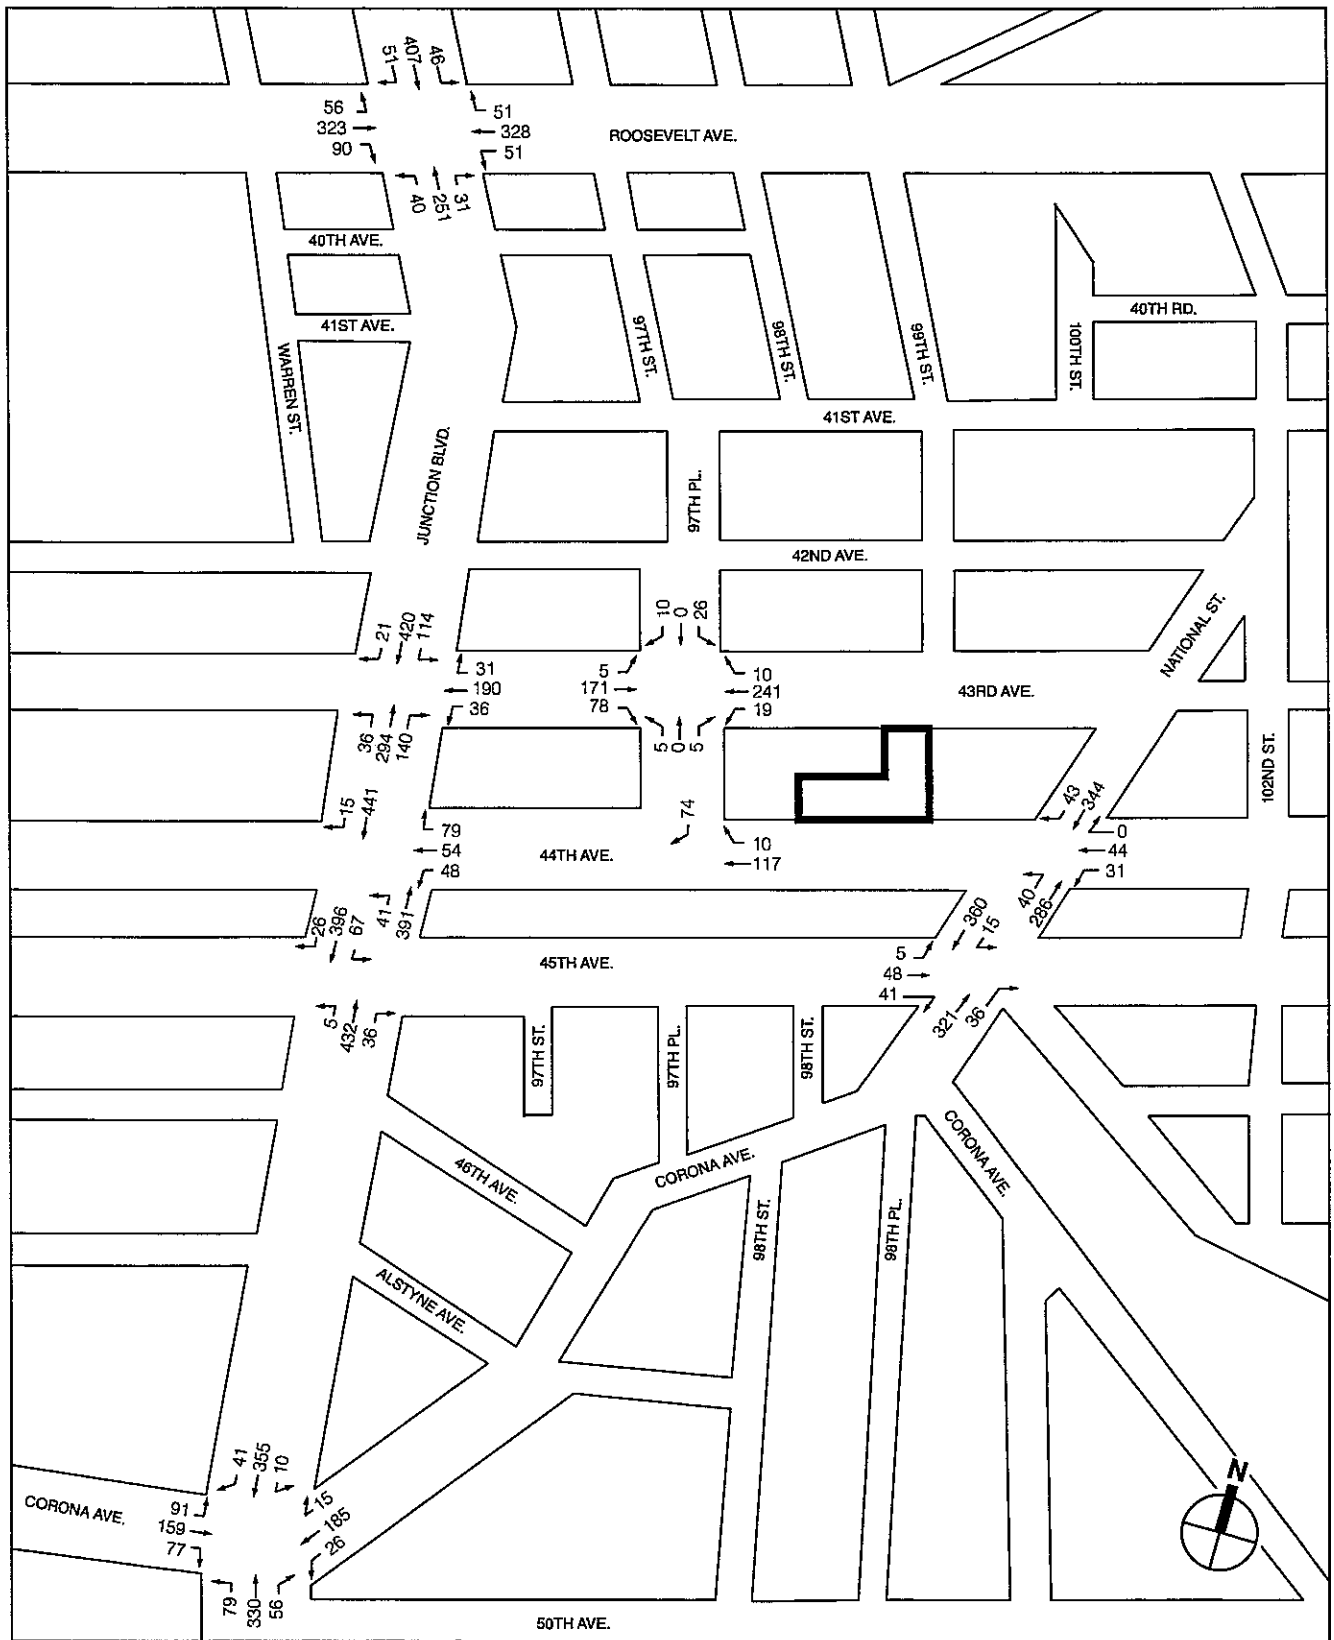 51
407
46
56
323
90
51
328
51
ROOSEVELT AVE.
40
251
31
40TH AVE.
41ST AVE.
WARREN ST.
JUNCTION BLVD.
97TH ST.
98TH ST.
99TH ST.
100TH ST.
40TH RD.
41ST AVE.
97TH PL.
42ND AVE.
NATIONAL ST.
21
420
114
31
190
36
36
294
140
10
0
26
5
171
78
10
241
19
5
0
5
43RD AVE.
102ND ST.
15
441
79
54
48
41
391
44TH AVE.
74
10
117
43
344
0
44
31
40
286
26
396
67
5
432
36
45TH AVE.
360
15
5
48
41
321
36
97TH ST.
97TH PL.
98TH ST.
46TH AVE.
CORONA AVE.
CORONA AVE.
98TH ST.
98TH PL.
ALSTYNE AVE.
41
355
10
CORONA AVE.
91
159
77
15
185
26
79
330
56
50TH AVE.
N